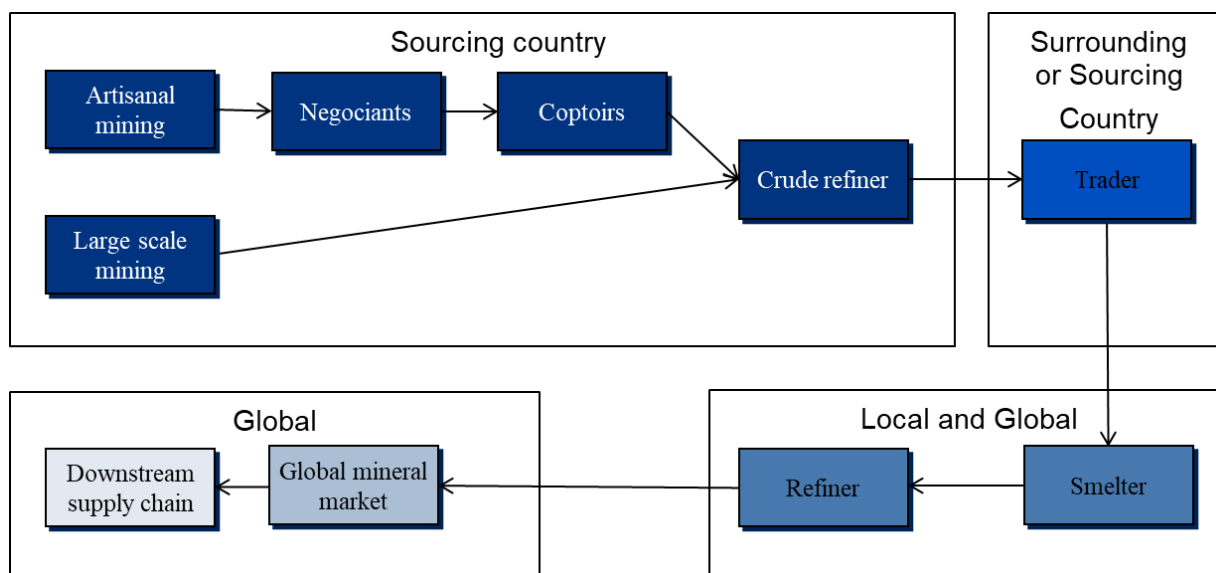 Sourcing country
Artisanal
mining
Negociants
Coptoirs
Crude refiner
Large scale
mining
Surrounding
or Sourcing
Country
Trader
Global
Downstream
supply chain
Global mineral
market
Local and Global
Refiner
Smelter